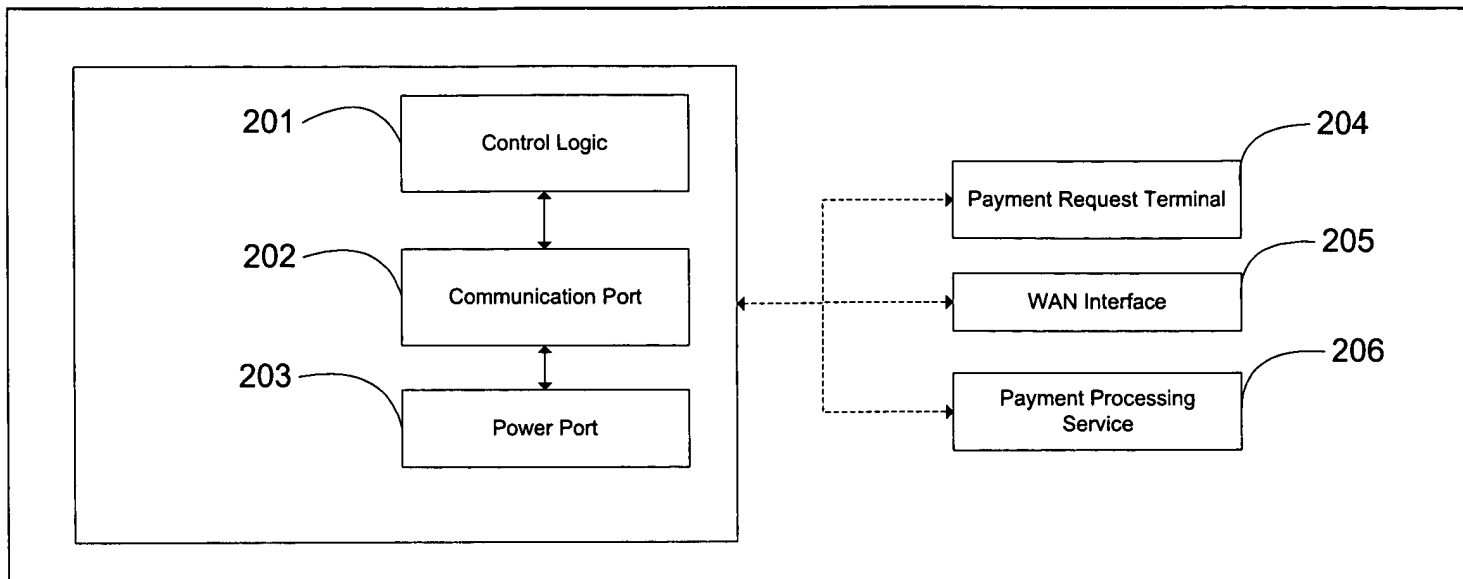 201
Control Logic
202
Communication Port
203
Power Port
204
Payment Request Terminal
205
WAN Interface
206
Payment Processing
Service